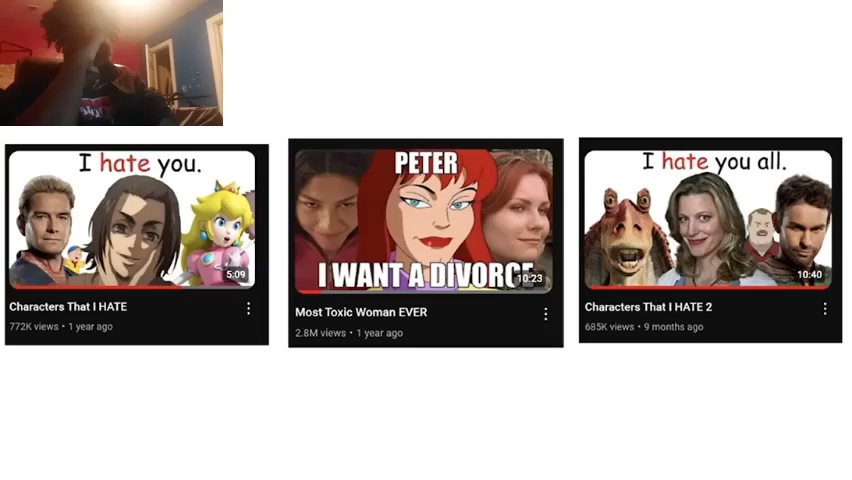 I hate you.
5:09
Characters That I HATE
772K views • 1 year ago
PETER
I WANT A DIVORCE
10:23
Most Toxic Woman EVER
2.8M views • 1 year ago
I hate you all.
10:40
Characters That I HATE 2
685K views • 9 months ago